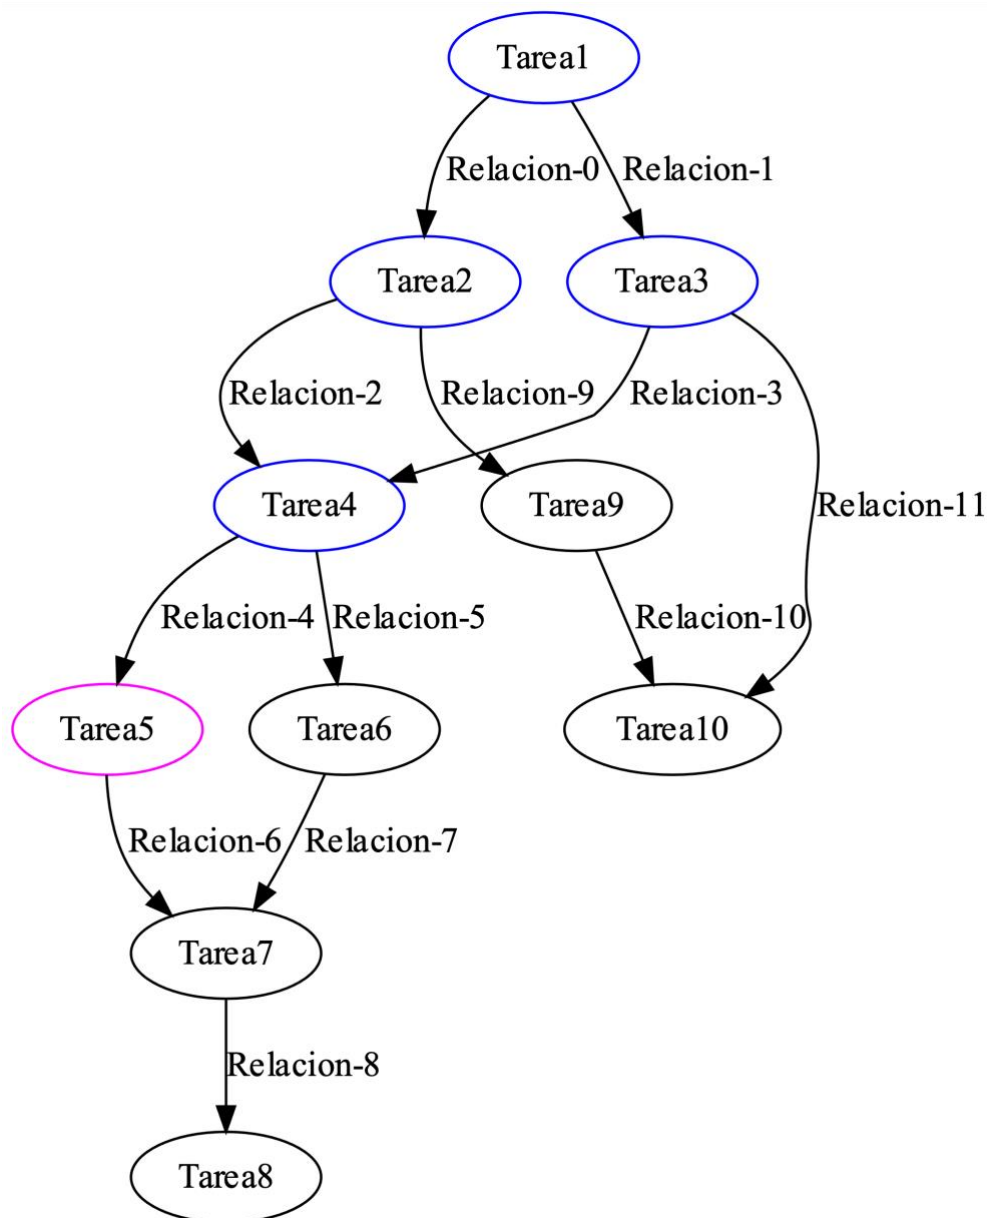 Tarea1
Relacion-0
Relacion-1
Tarea2
Tarea3
Relacion-2
Relacion-9
Relacion-3
Tarea4
Tarea9
Relacion-11
Relacion-4
Relacion-5
Relacion-10
Tarea5
Tarea6
Tarea10
Relacion-6
Relacion-7
Tarea7
Relacion-8
Tarea8